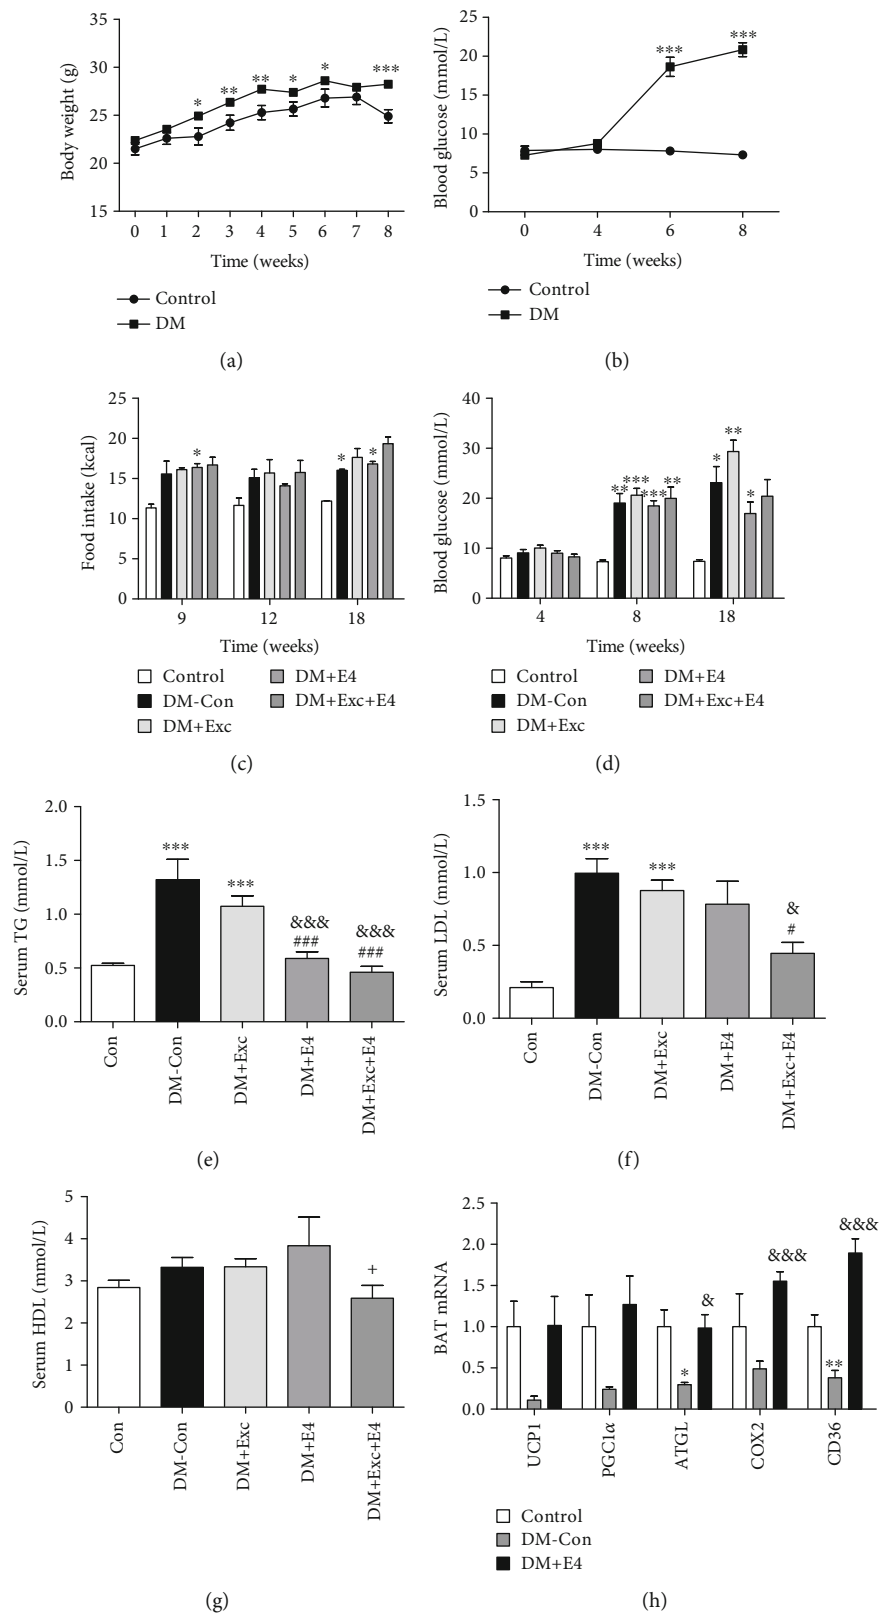 Body weight (g)
35
30
25
20
15
* ** ** * * ***
0 1 2 3 4 5 6 7 8
Time (weeks)
Control
DM
(a)
Blood glucose (mmol/L)
25
20
15
10
5
0
*** ***
0 4 6 8
Time (weeks)
Control
DM
(b)
Food intake (kcal)
25
20
15
10
5
0
* * *
9 12 18
Time (weeks)
Control
DM-Con
DM+Exc
DM+E4
DM+Exc+E4
(c)
Blood glucose (mmol/L)
40
30
20
10
0
** *** *** ** * ** *
4 8 18
Time (weeks)
Control
DM-Con
DM+Exc
DM+E4
DM+Exc+E4
(d)
Serum TG (mmol/L)
2.0
1.5
1.0
0.5
0.0
***
***
&&& &&&
### ###
Con
DM-Con
DM+Exc
DM+E4
DM+Exc+E4
(e)
Serum LDL (mmol/L)
1.5
1.0
0.5
0.0
***
***
&
#
Con
DM-Con
DM+Exc
DM+E4
DM+Exc+E4
(f)
Serum HDL (mmol/L)
5
4
3
2
1
0
+
Con
DM-Con
DM+Exc
DM+E4
DM+Exc+E4
(g)
BAT mRNA
2.5
2.0
1.5
1.0
0.5
0.0
&&&
&&&
&
*
**
UCP1
PGC1α
ATGL
COX2
CD36
Control
DM-Con
DM+E4
(h)